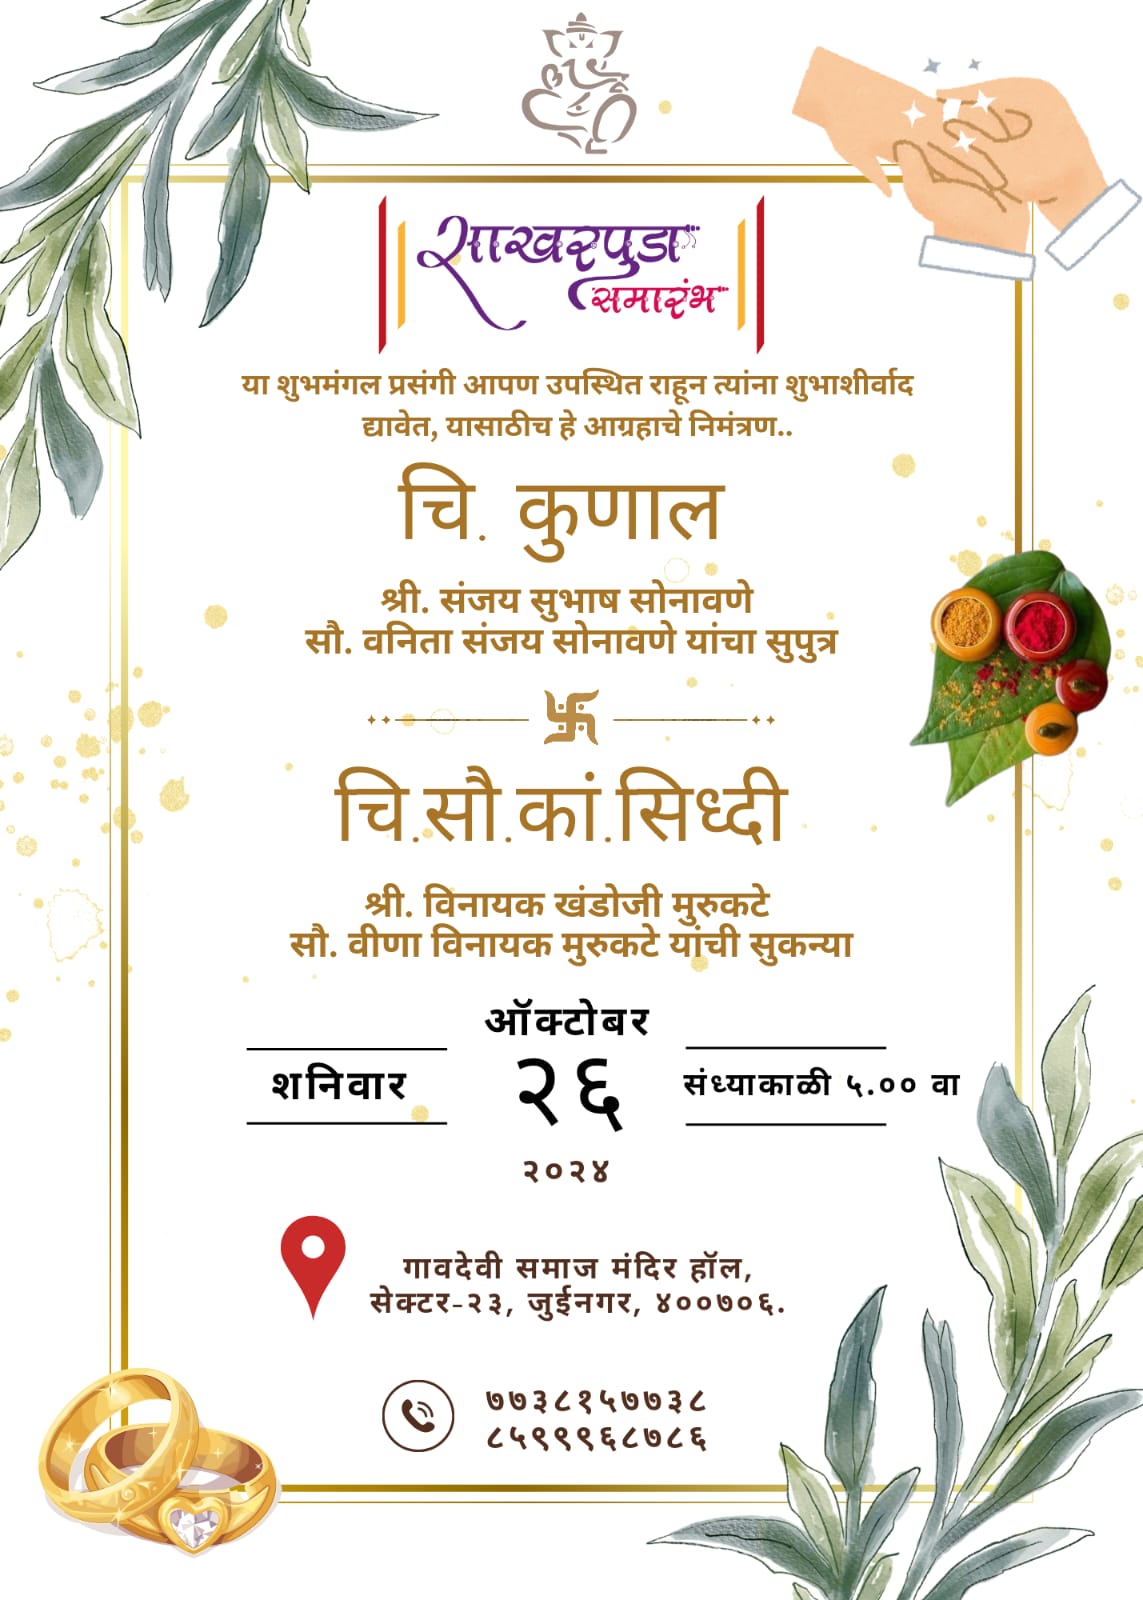 साखरपुडा
समारंभ
या शुभमंगल प्रसंगी आपण उपस्थित राहून त्यांना शुभाशीर्वाद
द्यावेत, यासाठीच हे आग्रहाचे निमंत्रण..
चि. कुणाल
श्री. संजय सुभाष सोनावणे
सौ. वनिता संजय सोनावणे यांचा सुपुत्र
चि.सौ.कां.सिध्दी
श्री. विनायक खंडोजी मुरुकटे
सौ. वीणा विनायक मुरुकटे यांची सुकन्या
ऑक्टोबर
शनिवार २६ संध्याकाळी ५.०० वा
२०२४
गावदेवी समाज मंदिर हॉल,
सेक्टर-२३, जुईनगर, ४००७०६.
७७३८१५७७३८
८५९९९६८७८६